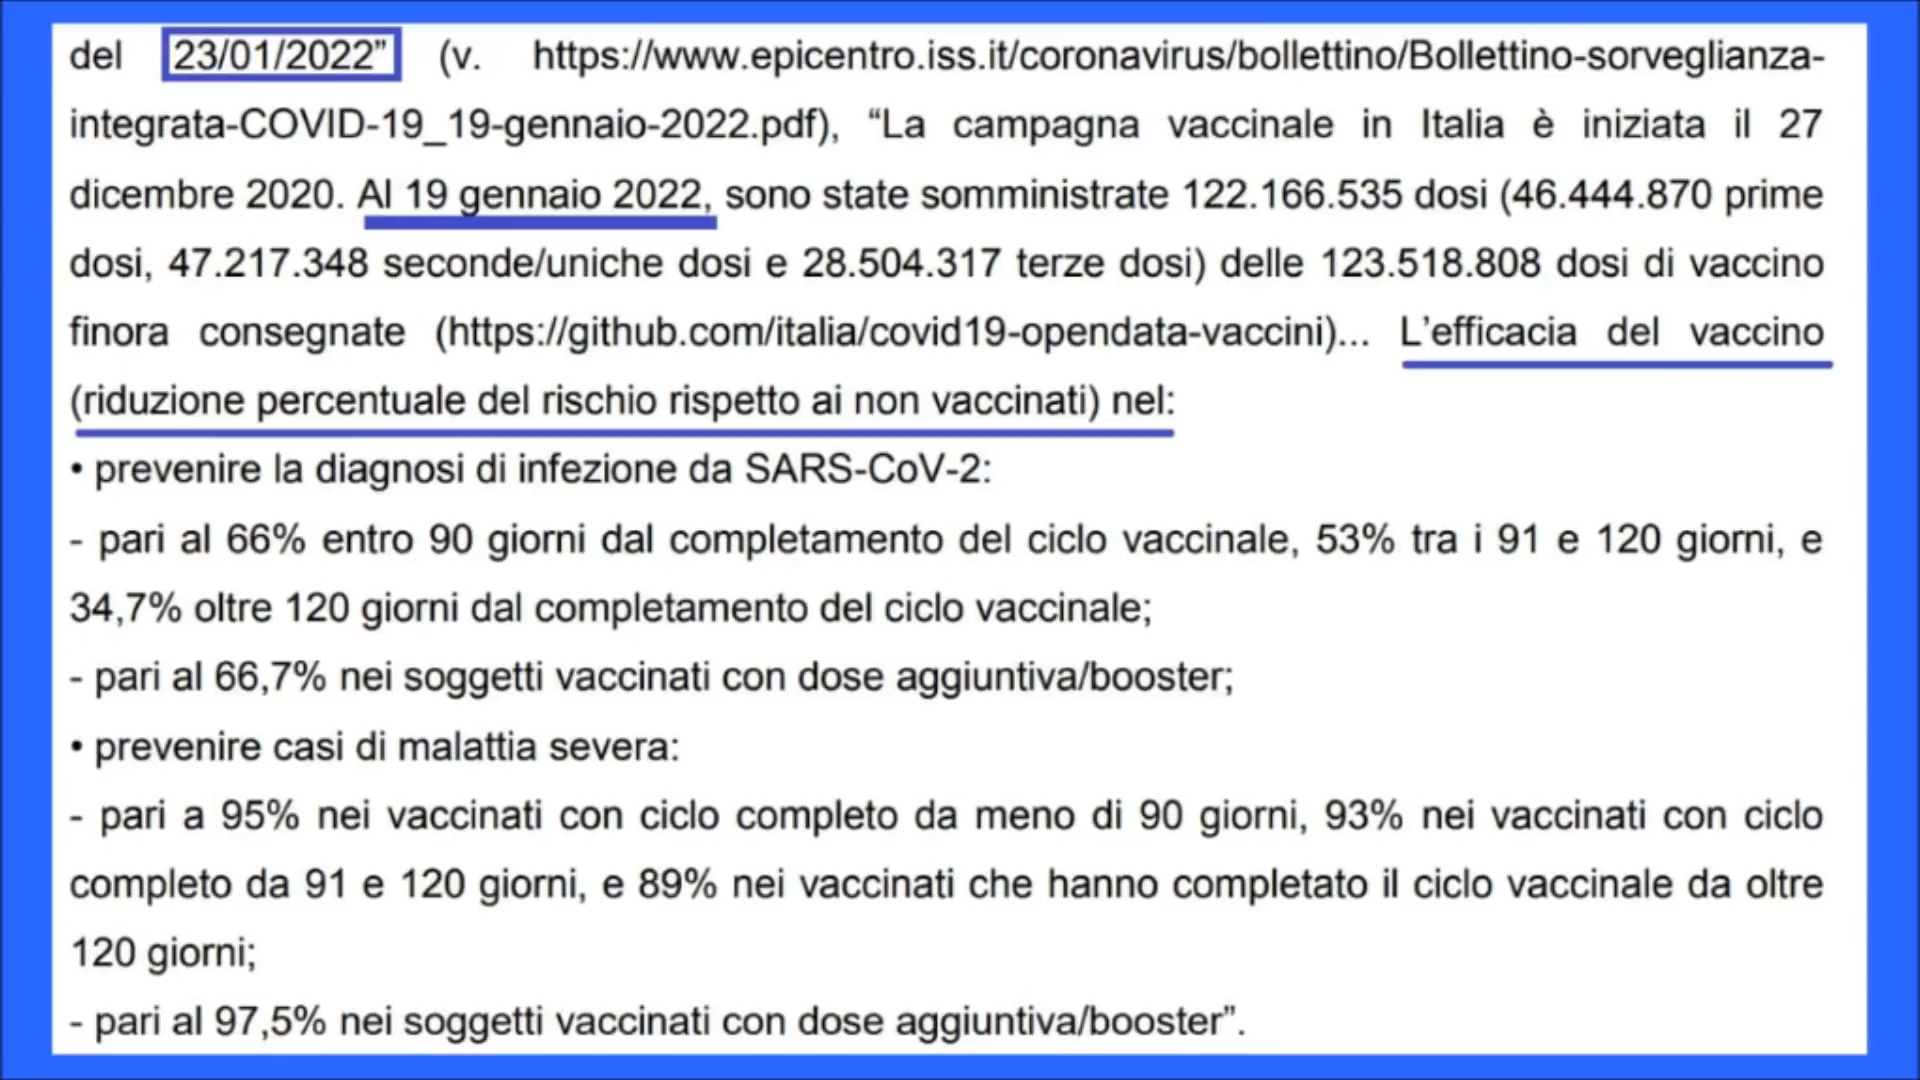 del 23/01/2022” (v. https://www.epicentro.iss.it/coronavirus/bollettino/Bollettino-sorveglianza-
integrata-COVID-19_19-gennaio-2022.pdf), “La campagna vaccinale in Italia è iniziata il 27
dicembre 2020. Al 19 gennaio 2022, sono state somministrate 122.166.535 dosi (46.444.870 prime
dosi, 47.217.348 seconde/uniche dosi e 28.504.317 terze dosi) delle 123.518.808 dosi di vaccino
finora consegnate (https://github.com/italia/covid19-opendata-vaccini)... L’efficacia del vaccino
(riduzione percentuale del rischio rispetto ai non vaccinati) nel:
• prevenire la diagnosi di infezione da SARS-CoV-2:
- pari al 66% entro 90 giorni dal completamento del ciclo vaccinale, 53% tra i 91 e 120 giorni, e
34,7% oltre 120 giorni dal completamento del ciclo vaccinale;
- pari al 66,7% nei soggetti vaccinati con dose aggiuntiva/booster;
• prevenire casi di malattia severa:
- pari a 95% nei vaccinati con ciclo completo da meno di 90 giorni, 93% nei vaccinati con ciclo
completo da 91 e 120 giorni, e 89% nei vaccinati che hanno completato il ciclo vaccinale da oltre
120 giorni;
- pari al 97,5% nei soggetti vaccinati con dose aggiuntiva/booster”.